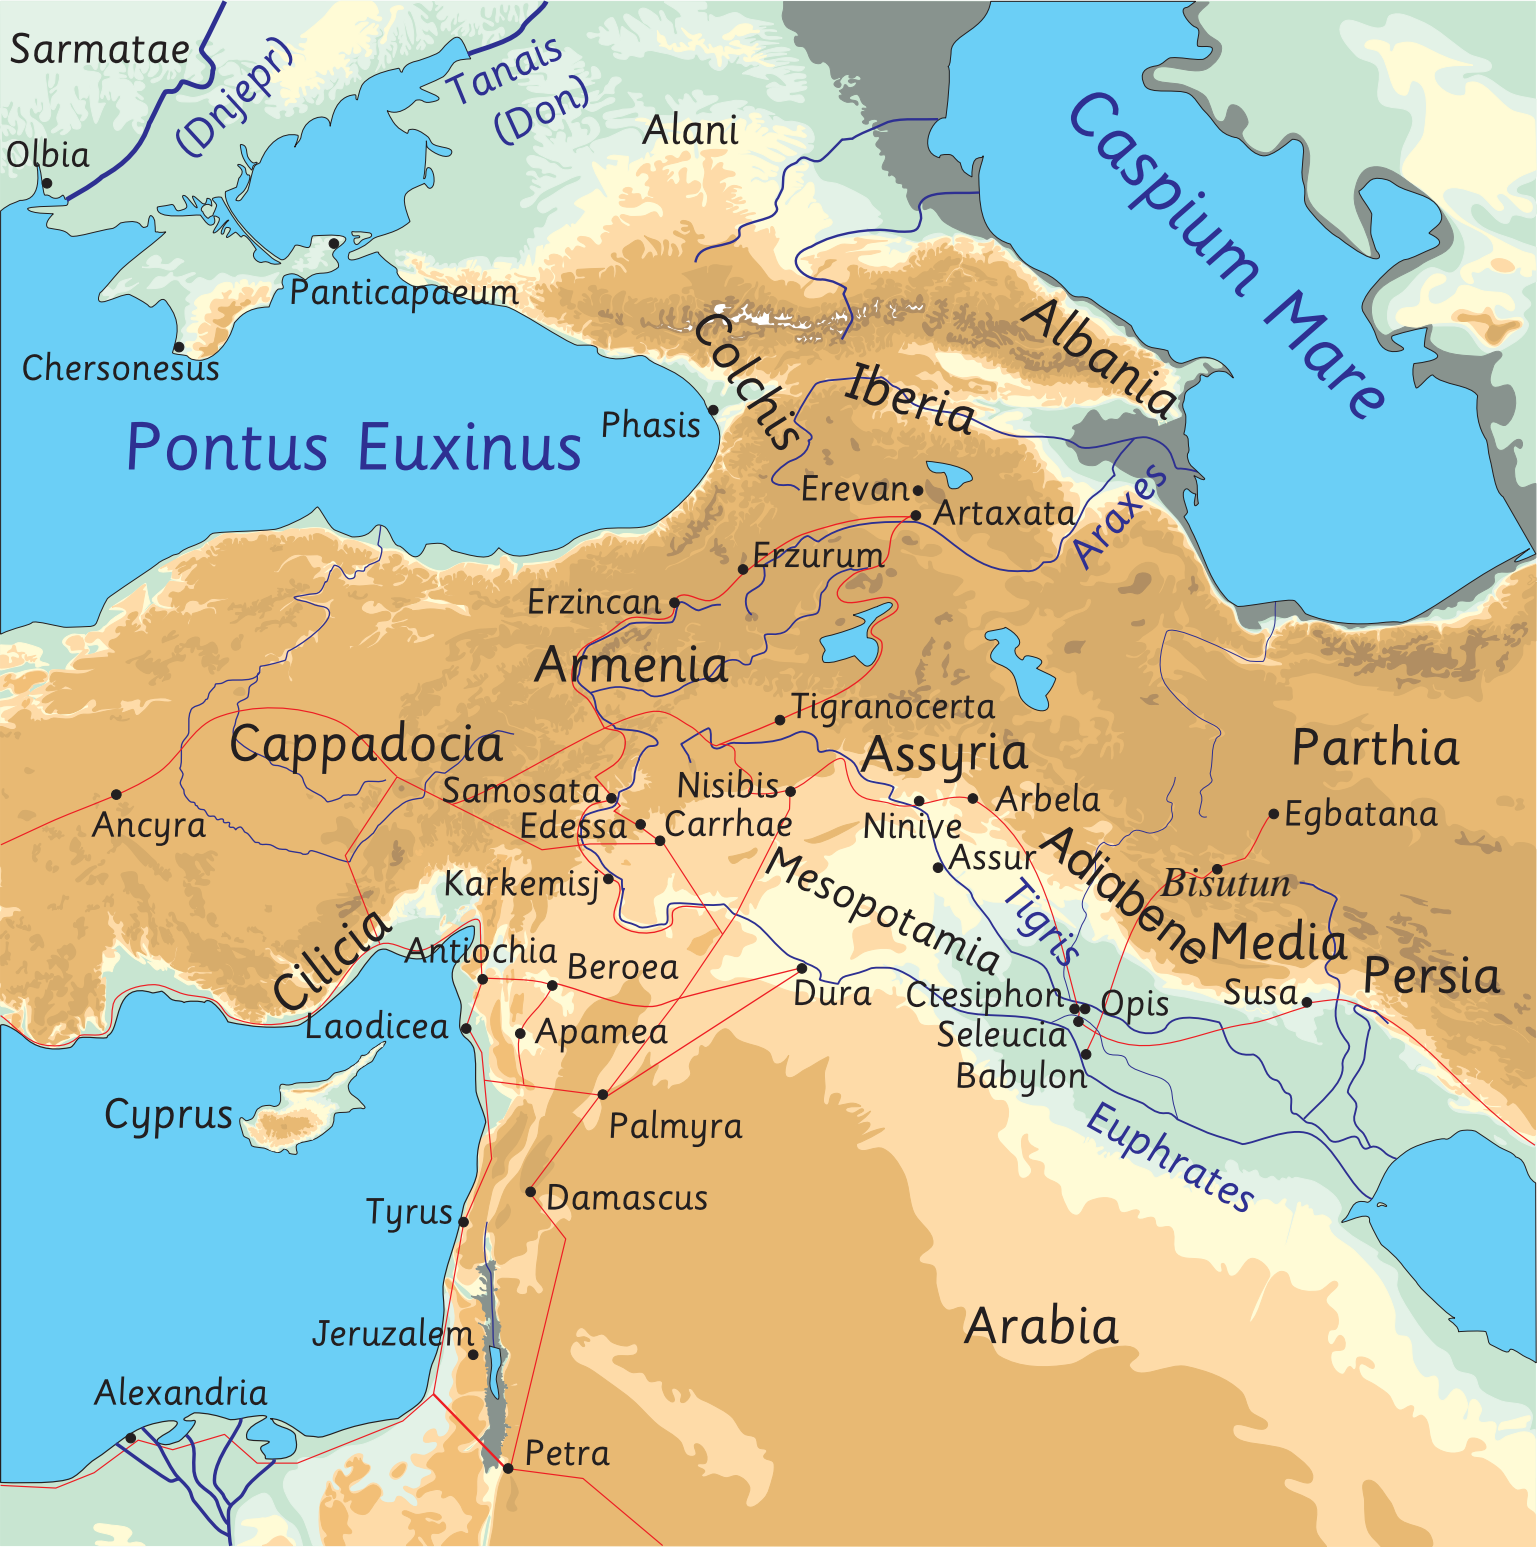 Sarmatae
(Dnjepr)
Tanais
(Don)
Olbia
Alani
Caspium Mare
Panticapaeum
Chersonesus
Pontus Euxinus
Phasis
Colchis
Iberia
Albania
Erevan
Artaxata
Araxes
Erzurum
Erzincan
Armenia
Tigranocerta
Cappadocia
Assyria
Parthia
Samosata
Nisibis
Arbela
Ancyra
Edessa
Carrhae
Ninive
Egbatana
Assur
Adiabene
Bisutun
Karkemisj
Mesopotamia
Tigris
Cilicia
Antiochia
Beroea
Media
Persia
Dura
Ctesiphon
Opis
Susa
Laodicea
Apamea
Seleucia
Babylon
Cyprus
Palmyra
Euphrates
Tyrus
Damascus
Jeruzalem
Arabia
Alexandria
Petra